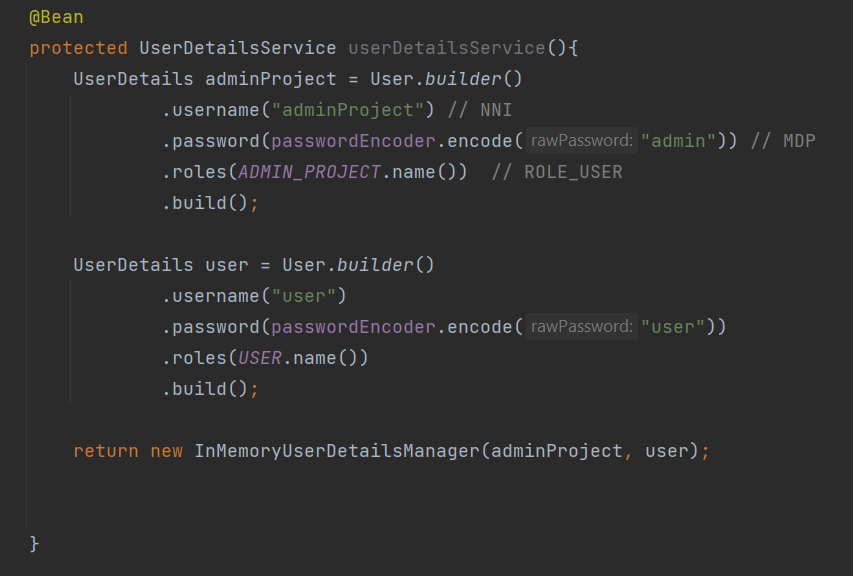 @Bean
protected UserDetailsService userDetailsService(){
    UserDetails adminProject = User.builder()
            .username("adminProject") // NNI
            .password(passwordEncoder.encode( rawPassword: "admin")) // MDP
            .roles(ADMIN_PROJECT.name())  // ROLE_USER
            .build();
    UserDetails user = User.builder()
            .username("user")
            .password(passwordEncoder.encode( rawPassword: "user"))
            .roles(USER.name())
            .build();
    return new InMemoryUserDetailsManager(adminProject, user);
}